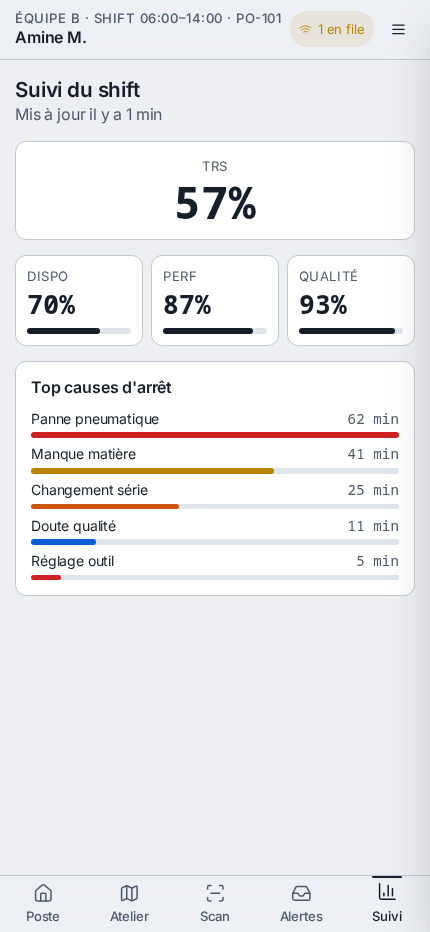 ÉQUIPE B · SHIFT 06:00–14:00 · PO-101
Amine M.
1 en file
Suivi du shift
Mis à jour il y a 1 min
TRS
57%
DISPO
70%
PERF
87%
QUALITÉ
93%
Top causes d'arrêt
Panne pneumatique 62 min
Manque matière 41 min
Changement série 25 min
Doute qualité 11 min
Réglage outil 5 min
Poste
Atelier
Scan
Alertes
Suivi